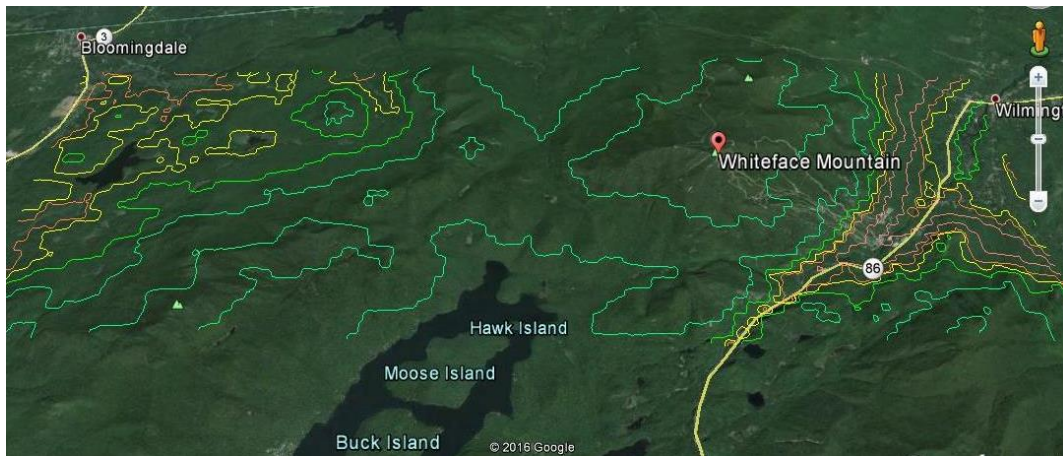 3
Bloomingdale
Wilmingt
Whiteface Mountain
86
Hawk Island
Moose Island
Buck Island
© 2016 Google